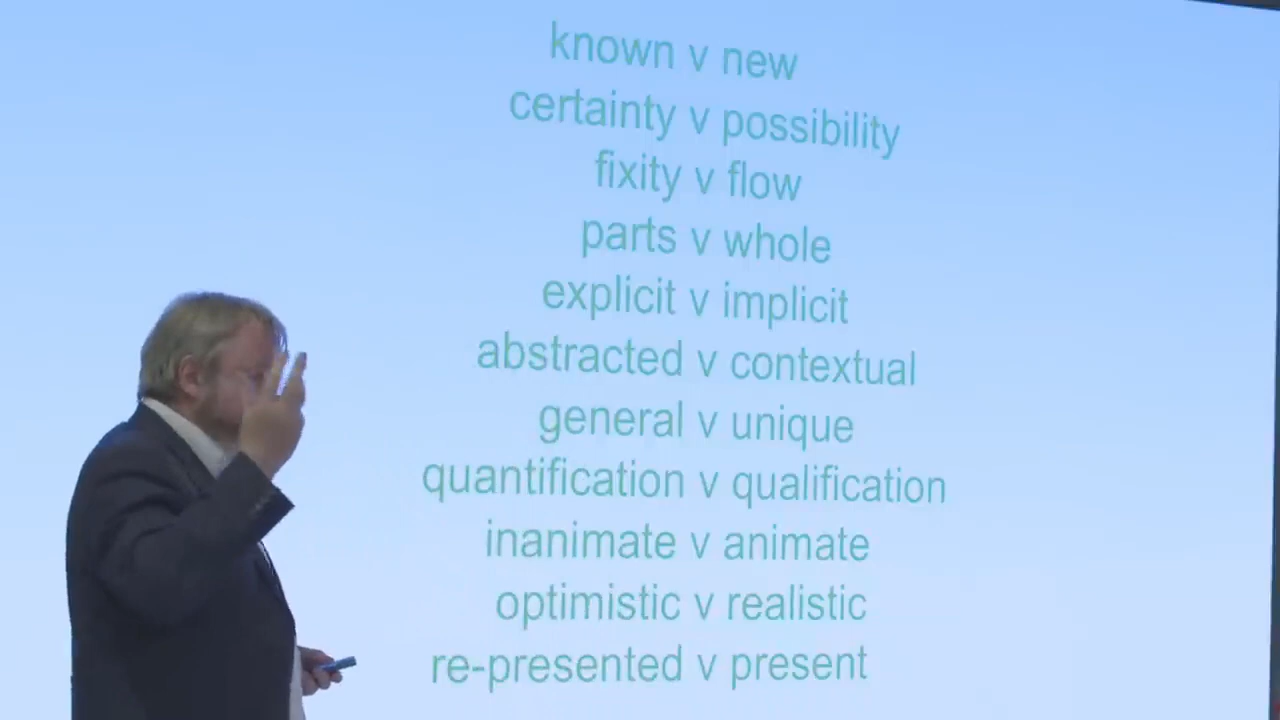 known v new
certainty v possibility
fixity v flow
parts v whole
explicit v implicit
abstracted v contextual
general v unique
quantification v qualification
inanimate v animate
optimistic v realistic
re-presented v present